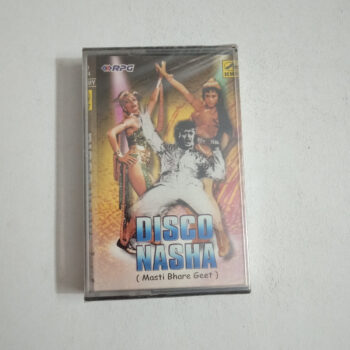 RPG
DISCO
NASHA
( Masti Bhare Geet )